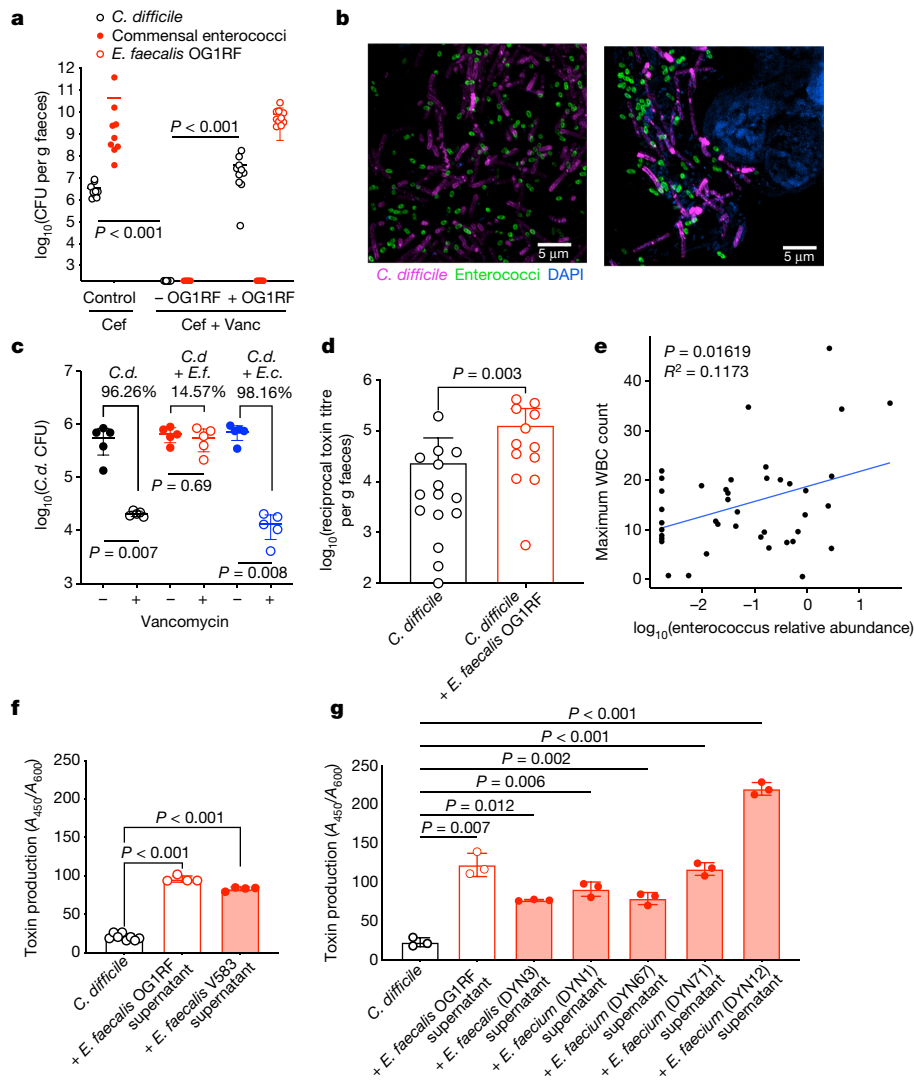 a
C. difficile
Commensal enterococci
E. faecalis OG1RF
log10(CFU per g faeces)
12
11
10
9
8
7
6
5
4
3
P < 0.001
P < 0.001
Control
– OG1RF
+ OG1RF
Cef
Cef + Vanc
b
5 μm
5 μm
C. difficile Enterococci DAPI
c
C.d.
96.26%
C.d
+ E.f.
14.57%
C.d.
+ E.c.
98.16%
log10(C.d. CFU)
7
6
5
4
3
P = 0.69
P = 0.007
P = 0.008
– + – + – +
Vancomycin
d
P = 0.003
log10(reciprocal toxin titre
per g faeces)
6
5
4
3
2
C. difficile
C. difficile
+ E. faecalis OG1RF
e
P = 0.01619
R2 = 0.1173
Maximum WBC count
40
30
20
10
0
–2 –1 0 1
log10(enterococcus relative abundance)
f
Toxin production (A450/A600)
250
200
150
100
50
0
P < 0.001
P < 0.001
C. difficile
+ E. faecalis OG1RF
supernatant
+ E. faecalis V583
supernatant
g
Toxin production (A450/A600)
250
200
150
100
50
0
P < 0.001
P < 0.001
P = 0.002
P = 0.006
P = 0.012
P = 0.007
C. difficile
+ E. faecalis OG1RF
supernatant
+ E. faecalis (DYN3)
supernatant
+ E. faecium (DYN1)
supernatant
+ E. faecium (DYN67)
supernatant
+ E. faecium (DYN71)
supernatant
+ E. faecium (DYN12)
supernatant